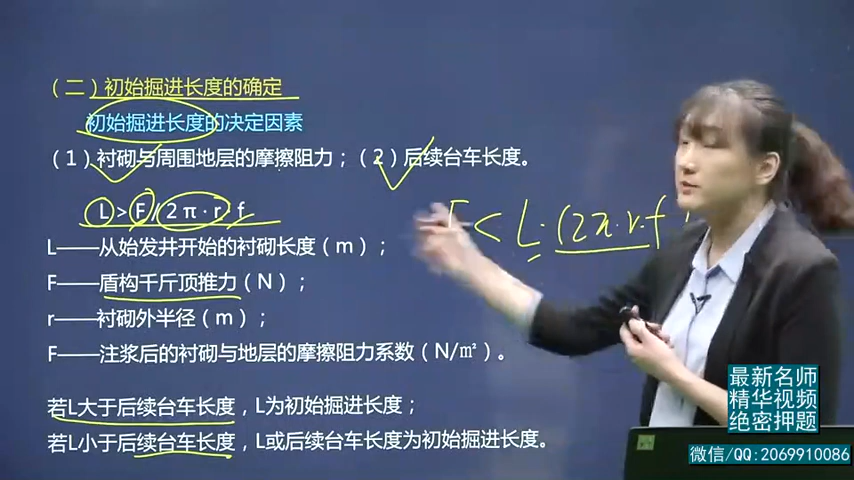 （二）初始掘进长度的确定
初始掘进长度的决定因素
（1）衬砌与周围地层的摩擦阻力；（2）后续台车长度。
L>F/2π·r f
F < L·(2π·r·f
L——从始发井开始的衬砌长度（m）；
F——盾构千斤顶推力（N）；
r——衬砌外半径（m）；
F——注浆后的衬砌与地层的摩擦阻力系数（N/㎡）。
若L大于后续台车长度，L为初始掘进长度；
若L小于后续台车长度，L或后续台车长度为初始掘进长度。
最新名师
精华视频
绝密押题
微信/QQ:2069910086